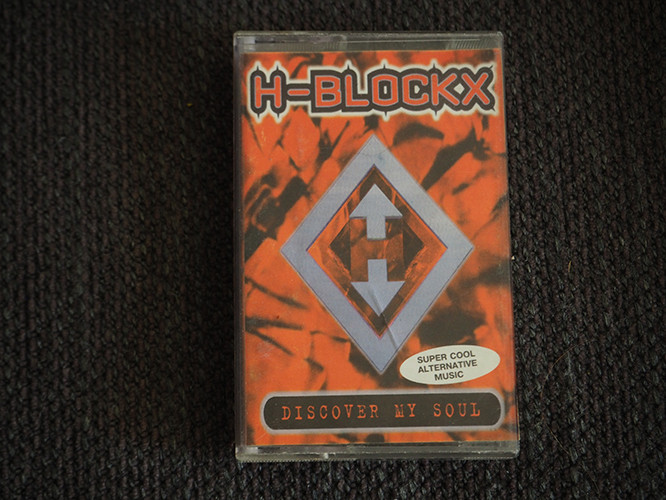 H-BLOCKX
H
SUPER COOL
ALTERNATIVE
MUSIC
DISCOVER MY SOUL